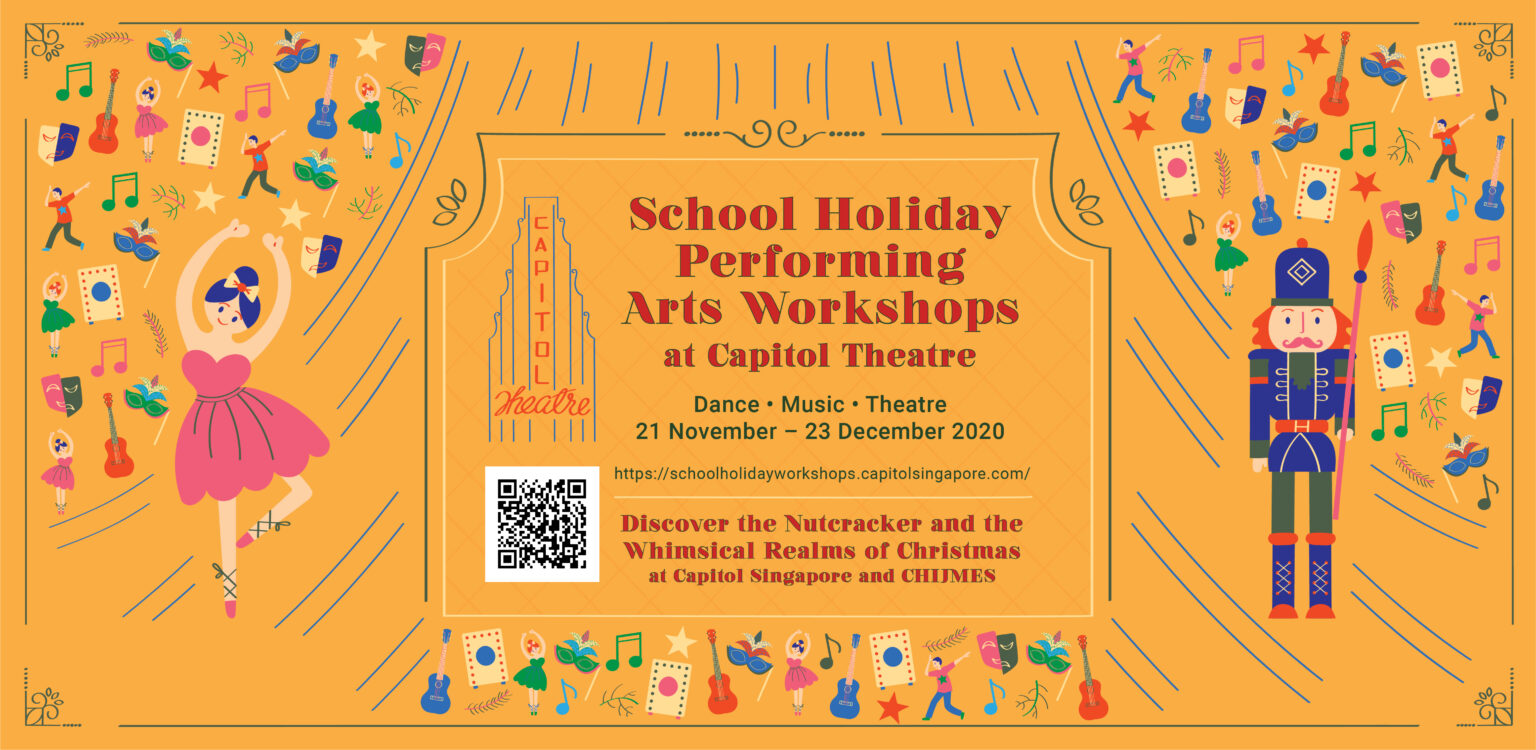 CAPITOL
Theatre
School Holiday
Performing
Arts Workshops
at Capitol Theatre
Dance • Music • Theatre
21 November – 23 December 2020
https://schoolholidayworkshops.capitolsingapore.com/
Discover the Nutcracker and the
Whimsical Realms of Christmas
at Capitol Singapore and CHIJMES